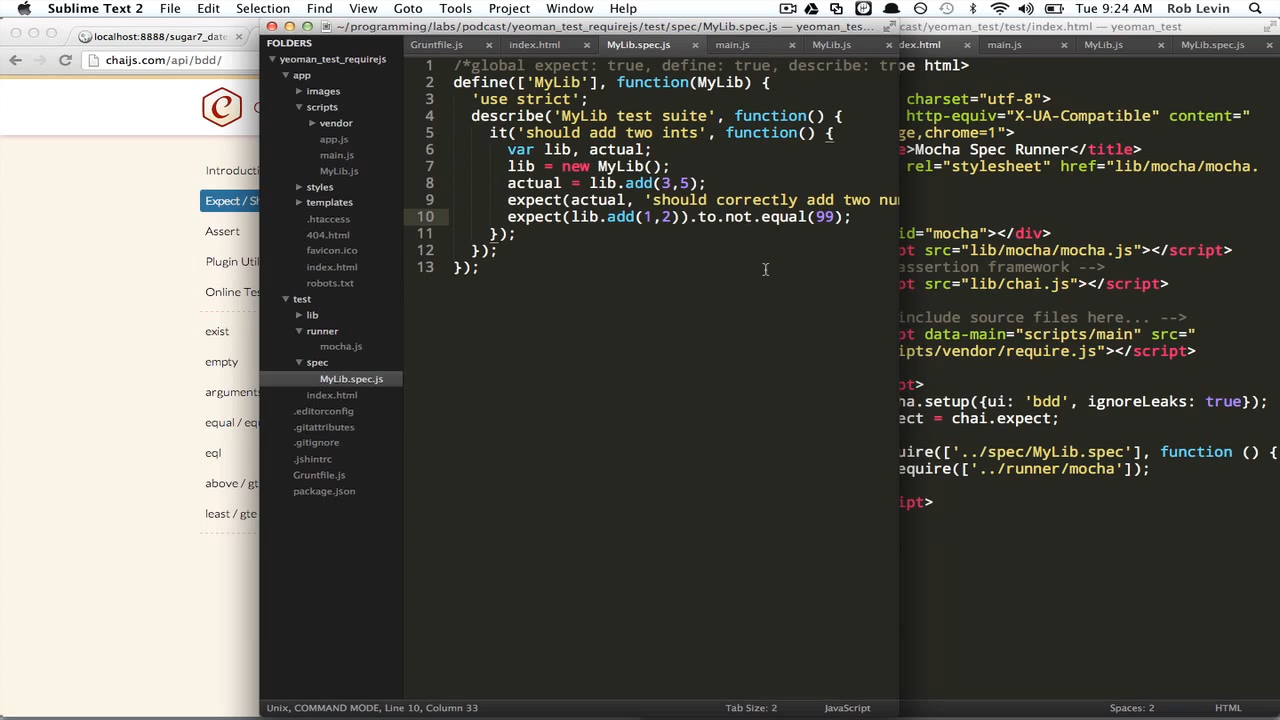 Sublime Text 2 File Edit Selection Find View Goto Tools Project Window Help Tue 9:24 AM Rob Levin
localhost:8888/sugar7_date
chaijs.com/api/bdd/
Introducti
Expect / Sh
Assert
Plugin Util
Online Tes
exist
empty
arguments
equal / equ
eql
above / gt
least / gte
~/programming/labs/podcast/yeoman_test_requirejs/test/spec/MyLib.spec.js — yeoman_tes...
FOLDERS
yeoman_test_requirejs
app
images
scripts
vendor
app.js
main.js
MyLib.js
styles
templates
.htaccess
404.html
favicon.ico
index.html
robots.txt
test
lib
runner
mocha.js
spec
MyLib.spec.js
index.html
.editorconfig
.gitattributes
.gitignore
.jshintrc
Gruntfile.js
package.json
Gruntfile.js index.html MyLib.spec.js main.js MyLib.js
1 /*global expect: true, define: true, describe: tr
2 define(['MyLib'], function(MyLib) {
3 'use strict';
4 describe('MyLib test suite', function() {
5 it('should add two ints', function() {
6 var lib, actual;
7 lib = new MyLib();
8 actual = lib.add(3,5);
9 expect(actual, 'should correctly add two nu
10 expect(lib.add(1,2)).to.not.equal(99);
11 });
12 });
13 });
Unix, COMMAND MODE, Line 10, Column 33 Tab Size: 2 JavaScript
yeoman_test/test/index.html — yeoman_test
dex.html main.js MyLib.js MyLib.spec.js
pe html>
charset="utf-8">
http-equiv="X-UA-Compatible" content="
ge,chrome=1">
e>Mocha Spec Runner</title>
rel="stylesheet" href="lib/mocha/mocha.
id="mocha"></div>
pt src="lib/mocha/mocha.js"></script>
assertion framework -->
pt src="lib/chai.js"></script>
include source files here... -->
pt data-main="scripts/main" src="
ipts/vendor/require.js"></script>
pt>
ha.setup({ui: 'bdd', ignoreLeaks: true});
ect = chai.expect;
uire(['../spec/MyLib.spec'], function () {
equire(['../runner/mocha']);
ipt>
Spaces: 2 HTML